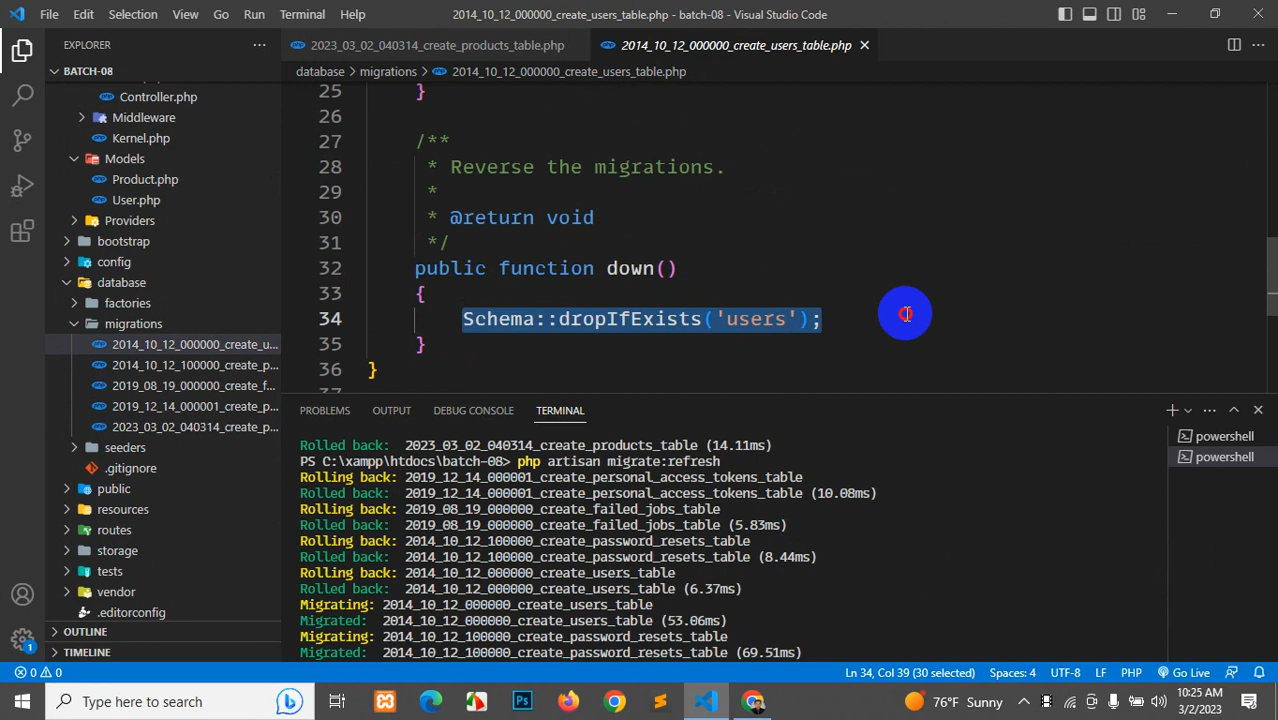 File Edit Selection View Go Run Terminal Help
2014_10_12_000000_create_users_table.php - batch-08 - Visual Studio Code
EXPLORER
2023_03_02_040314_create_products_table.php
2014_10_12_000000_create_users_table.php
BATCH-08
database > migrations > 2014_10_12_000000_create_users_table.php
Controller.php
Middleware
Kernel.php
Models
Product.php
User.php
Providers
bootstrap
config
database
factories
migrations
2014_10_12_000000_create_u...
2014_10_12_100000_create_p...
2019_08_19_000000_create_f...
2019_12_14_000001_create_p...
2023_03_02_040314_create_p...
seeders
.gitignore
public
resources
routes
storage
tests
vendor
.editorconfig
OUTLINE
TIMELINE
25 }
26
27 /**
28 * Reverse the migrations.
29 *
30 * @return void
31 */
32 public function down()
33 {
34 Schema::dropIfExists('users');
35 }
36 }
PROBLEMS OUTPUT DEBUG CONSOLE TERMINAL
powershell
powershell
Rolled back: 2023_03_02_040314_create_products_table (14.11ms)
PS C:\xampp\htdocs\batch-08> php artisan migrate:refresh
Rolling back: 2019_12_14_000001_create_personal_access_tokens_table
Rolled back: 2019_12_14_000001_create_personal_access_tokens_table (10.08ms)
Rolling back: 2019_08_19_000000_create_failed_jobs_table
Rolled back: 2019_08_19_000000_create_failed_jobs_table (5.83ms)
Rolling back: 2014_10_12_100000_create_password_resets_table
Rolled back: 2014_10_12_100000_create_password_resets_table (8.44ms)
Rolling back: 2014_10_12_000000_create_users_table
Rolled back: 2014_10_12_000000_create_users_table (6.37ms)
Migrating: 2014_10_12_000000_create_users_table
Migrated: 2014_10_12_000000_create_users_table (53.06ms)
Migrating: 2014_10_12_100000_create_password_resets_table
Migrated: 2014_10_12_100000_create_password_resets_table (69.51ms)
0 0 Ln 34, Col 39 (30 selected) Spaces: 4 UTF-8 LF PHP Go Live
Type here to search
76°F Sunny
10:25 AM
3/2/2023